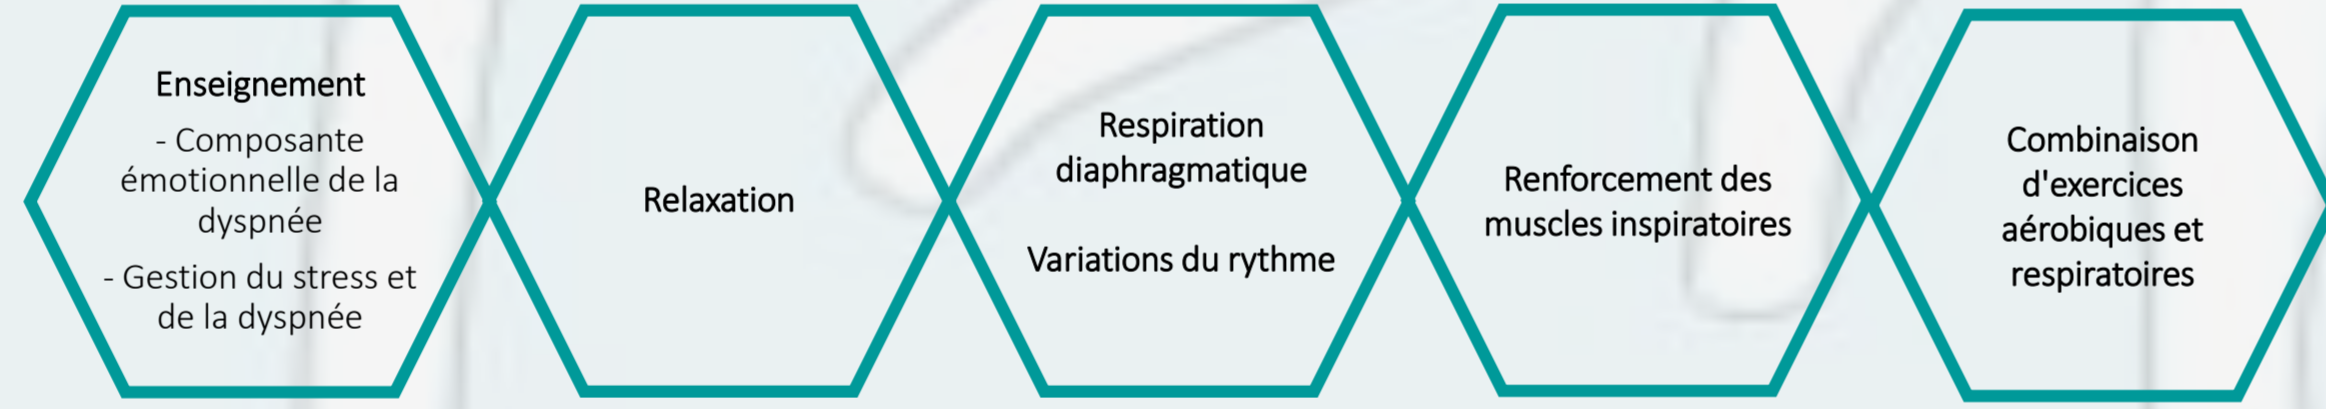 Enseignement
- Composante
émotionnelle de la
dyspnée
- Gestion du stress et
de la dyspnée
Relaxation
Respiration
diaphragmatique
Variations du rythme
Renforcement des
muscles inspiratoires
Combinaison
d'exercices
aérobiques et
respiratoires